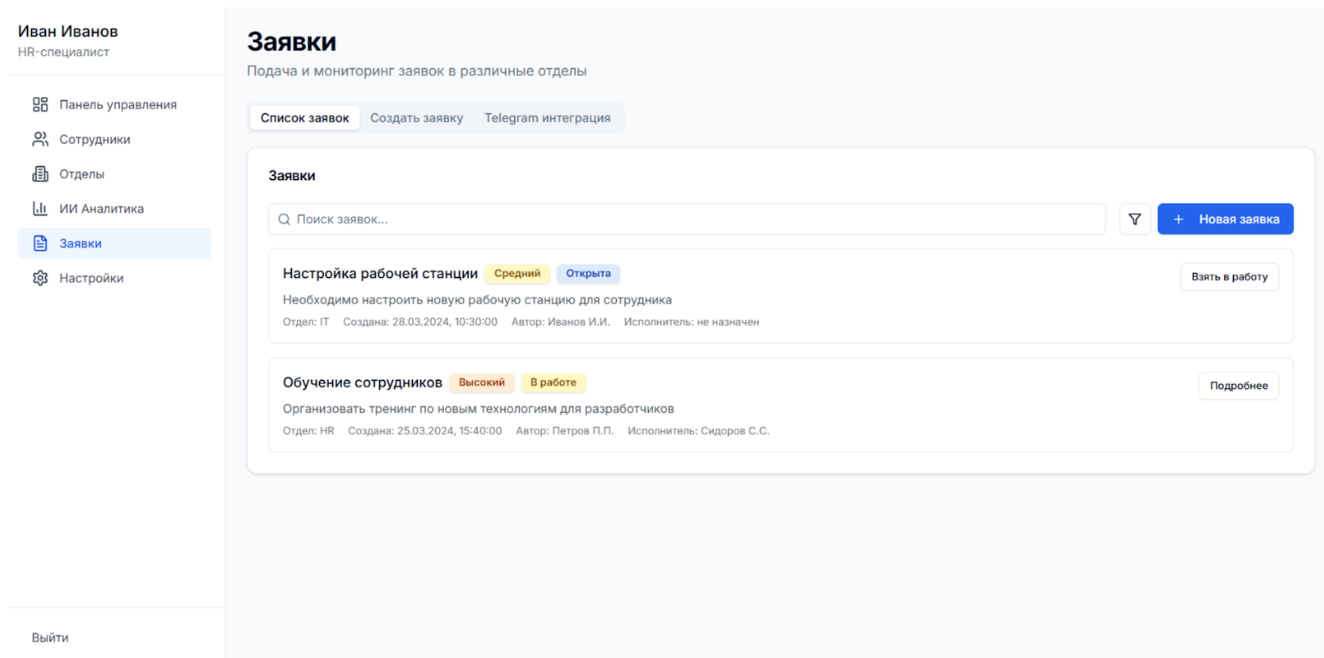 Иван Иванов
HR-специалист
Панель управления
Сотрудники
Отделы
ИИ Аналитика
Заявки
Настройки
Выйти
Заявки
Подача и мониторинг заявок в различные отделы
Список заявок Создать заявку Telegram интеграция
Заявки
Поиск заявок... + Новая заявка
Настройка рабочей станции Средний Открыта Взять в работу
Необходимо настроить новую рабочую станцию для сотрудника
Отдел: IT Создана: 28.03.2024, 10:30:00 Автор: Иванов И.И. Исполнитель: не назначен
Обучение сотрудников Высокий В работе Подробнее
Организовать тренинг по новым технологиям для разработчиков
Отдел: HR Создана: 25.03.2024, 15:40:00 Автор: Петров П.П. Исполнитель: Сидоров С.С.